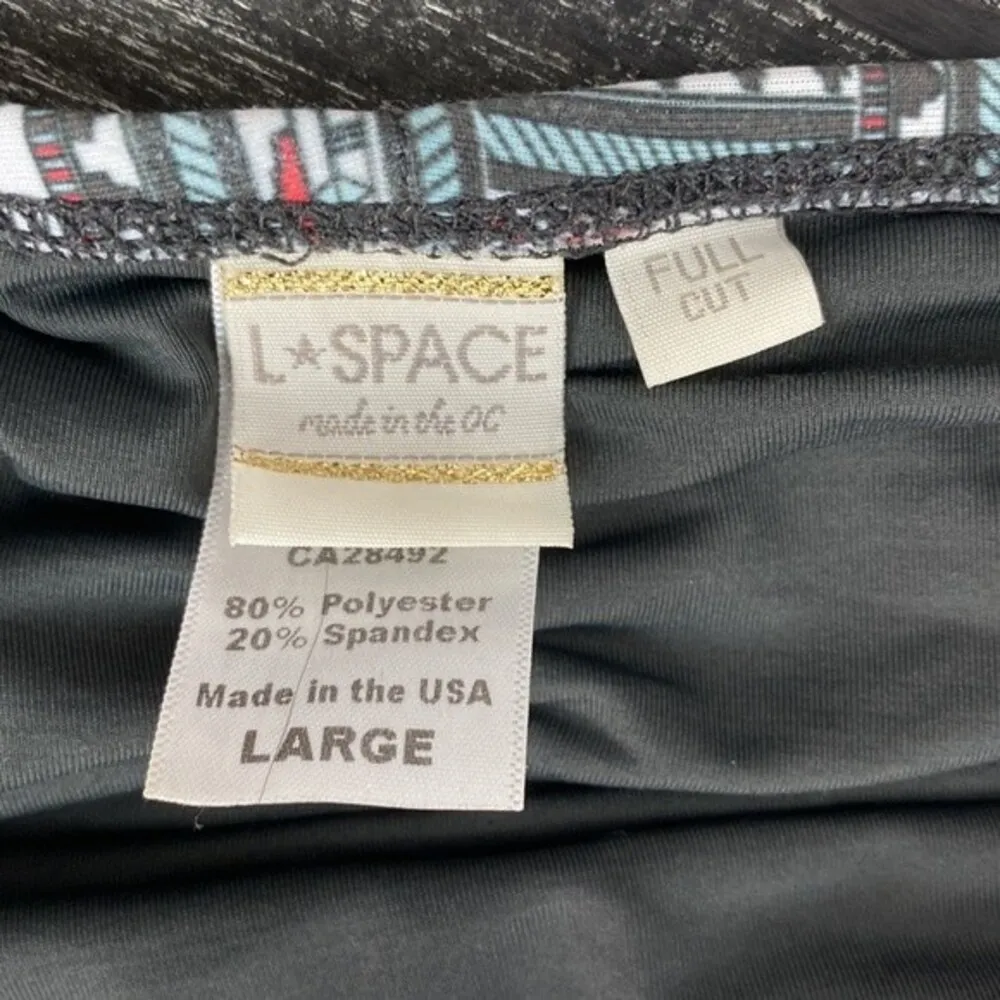 L★SPACE
made in the OC
FULL
CUT
CA28492
80% Polyester
20% Spandex
Made in the USA
LARGE